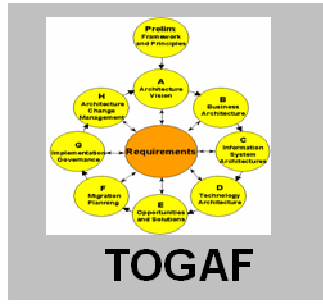 Prelim:
Framework
and Principles
A
Architecture
Vision
H
Architecture
Change
Management
B
Business
Architecture
G
Implementation
Governance
Requirements
C
Information
System
Architectures
F
Migration
Planning
D
Technology
Architecture
E
Opportunities
and Solutions
TOGAF